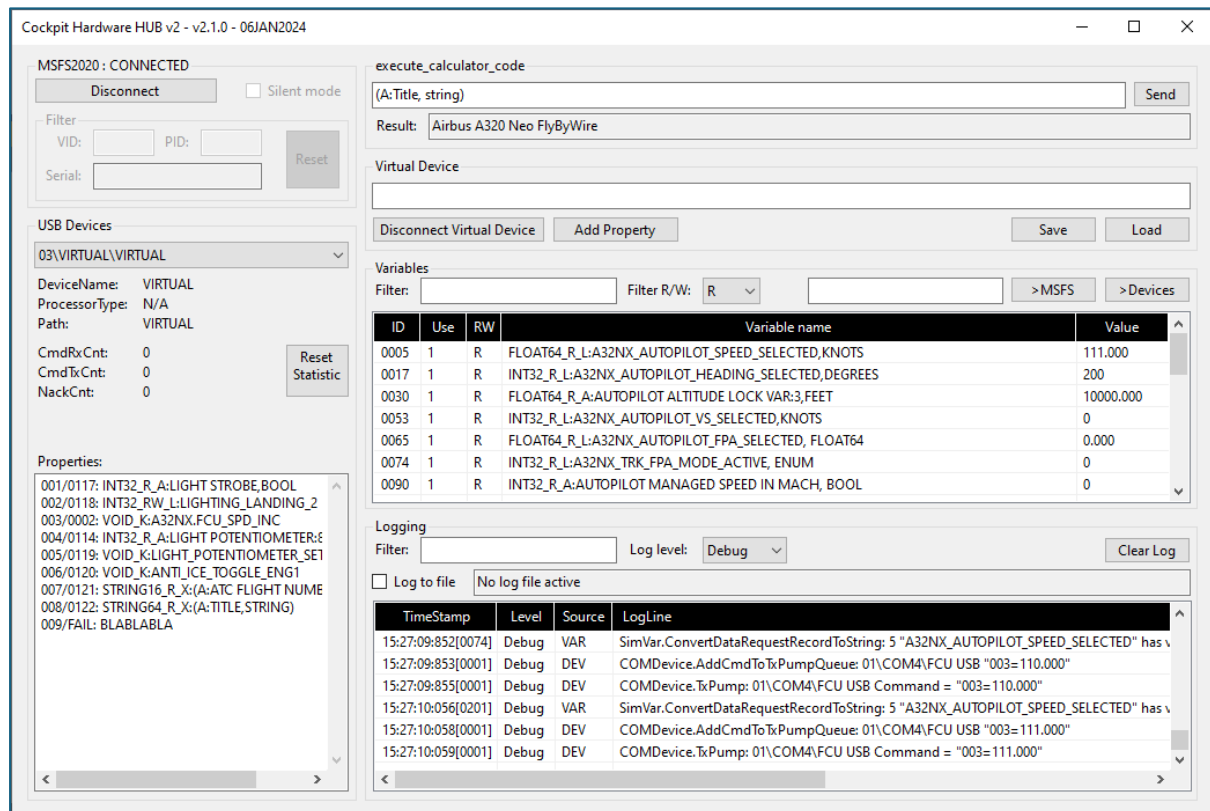 Cockpit Hardware HUB v2 - v2.1.0 - 06JAN2024
MSFS2020 : CONNECTED
Disconnect
Silent mode
Filter
VID:
PID:
Reset
Serial:
USB Devices
03\VIRTUAL\VIRTUAL
DeviceName: VIRTUAL
ProcessorType: N/A
Path: VIRTUAL
CmdRxCnt: 0
CmdTxCnt: 0
NackCnt: 0
Reset
Statistic
Properties:
001/0117: INT32_R_A:LIGHT STROBE,BOOL
002/0118: INT32_RW_L:LIGHTING_LANDING_2
003/0002: VOID_K:A32NX.FCU_SPD_INC
004/0114: INT32_R_A:LIGHT POTENTIOMETER:8
005/0119: VOID_K:LIGHT_POTENTIOMETER_SET
006/0120: VOID_K:ANTI_ICE_TOGGLE_ENG1
007/0121: STRING16_R_X:(A:ATC FLIGHT NUME
008/0122: STRING64_R_X:(A:TITLE,STRING)
009/FAIL: BLABLABLA
execute_calculator_code
(A:Title, string)
Send
Result: Airbus A320 Neo FlyByWire
Virtual Device
Disconnect Virtual Device
Add Property
Save
Load
Variables
Filter:
Filter R/W: R
>MSFS
>Devices
ID Use RW Variable name Value
0005 1 R FLOAT64_R_L:A32NX_AUTOPILOT_SPEED_SELECTED,KNOTS 111.000
0017 1 R INT32_R_L:A32NX_AUTOPILOT_HEADING_SELECTED,DEGREES 200
0030 1 R FLOAT64_R_A:AUTOPILOT ALTITUDE LOCK VAR:3,FEET 10000.000
0053 1 R INT32_R_L:A32NX_AUTOPILOT_VS_SELECTED,KNOTS 0
0065 1 R FLOAT64_R_L:A32NX_AUTOPILOT_FPA_SELECTED, FLOAT64 0.000
0074 1 R INT32_R_L:A32NX_TRK_FPA_MODE_ACTIVE, ENUM 0
0090 1 R INT32_R_A:AUTOPILOT MANAGED SPEED IN MACH, BOOL 0
Logging
Filter:
Log level: Debug
Clear Log
Log to file
No log file active
TimeStamp Level Source LogLine
15:27:09:852[0074] Debug VAR SimVar.ConvertDataRequestRecordToString: 5 "A32NX_AUTOPILOT_SPEED_SELECTED" has v
15:27:09:853[0001] Debug DEV COMDevice.AddCmdToTxPumpQueue: 01\COM4\FCU USB "003=110.000"
15:27:09:855[0001] Debug DEV COMDevice.TxPump: 01\COM4\FCU USB Command = "003=110.000"
15:27:10:056[0201] Debug VAR SimVar.ConvertDataRequestRecordToString: 5 "A32NX_AUTOPILOT_SPEED_SELECTED" has v
15:27:10:058[0001] Debug DEV COMDevice.AddCmdToTxPumpQueue: 01\COM4\FCU USB "003=111.000"
15:27:10:059[0001] Debug DEV COMDevice.TxPump: 01\COM4\FCU USB Command = "003=111.000"